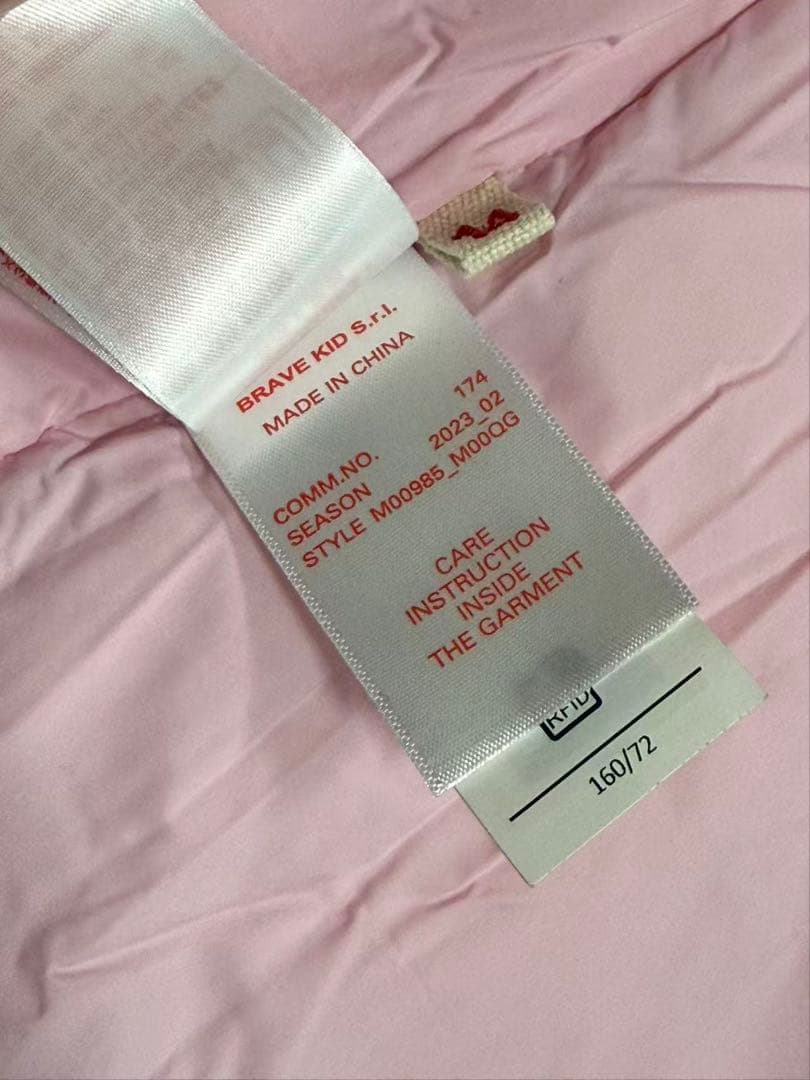 BRAVE KID S.r.l.
MADE IN CHINA
COMM.NO. 174
SEASON 2023_02
STYLE M00985_M00QG
CARE
INSTRUCTION
INSIDE
THE GARMENT
RFID
160/72